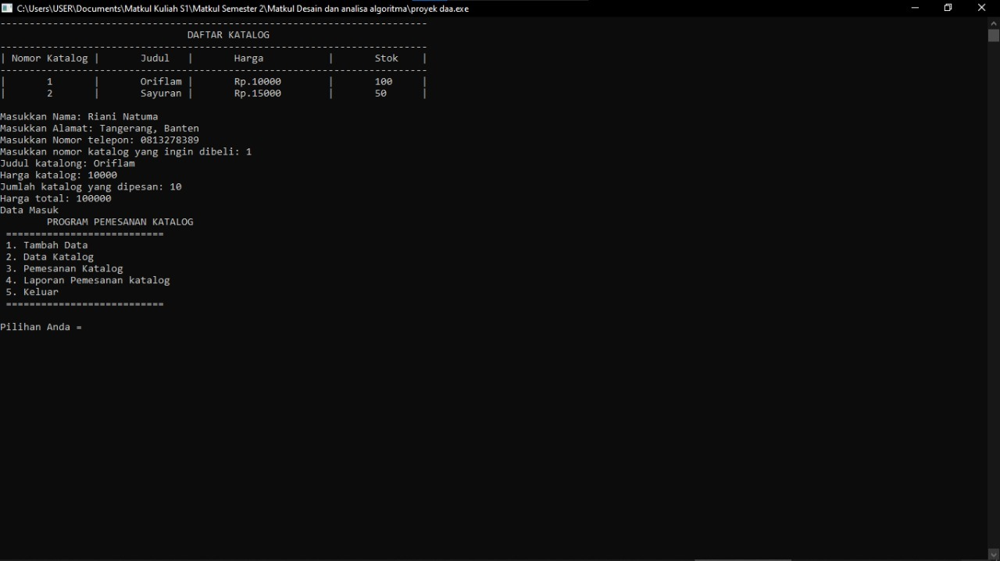 C:\Users\USER\Documents\Matkul Kuliah S1\Matkul Semester 2\Matkul Desain dan analisa algoritma\proyek daa.exe
-------------------------------------------------------------------------
DAFTAR KATALOG
-------------------------------------------------------------------------
| Nomor Katalog | Judul | Harga | Stok |
-------------------------------------------------------------------------
| 1 | Oriflam | Rp.10000 | 100 |
| 2 | Sayuran | Rp.15000 | 50 |
Masukkan Nama: Riani Natuma
Masukkan Alamat: Tangerang, Banten
Masukkan Nomor telepon: 0813278389
Masukkan nomor katalog yang ingin dibeli: 1
Judul katalong: Oriflam
Harga katalog: 10000
Jumlah katalog yang dipesan: 10
Harga total: 100000
Data Masuk
PROGRAM PEMESANAN KATALOG
===========================
1. Tambah Data
2. Data Katalog
3. Pemesanan Katalog
4. Laporan Pemesanan katalog
5. Keluar
===========================
Pilihan Anda =